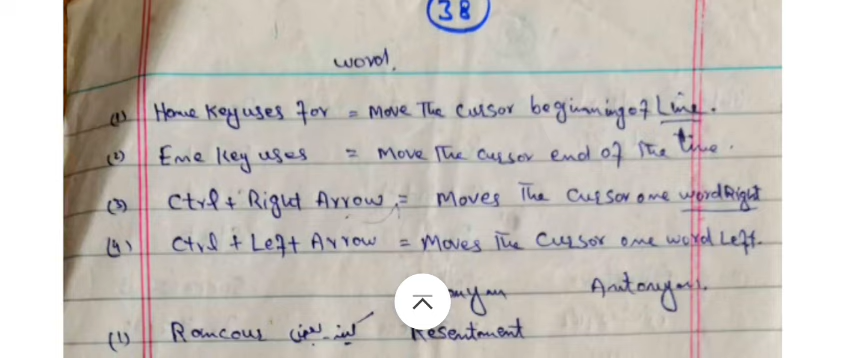 38
word.
(1) Home Key uses for = Move The cursor beginning of Line.
(2) Eme Key uses = Move The cursor end of The line.
(3) Ctrl + Right Arrow = Moves The Cursor one word Right
(4) Ctrl + Left Arrow = Moves The Cursor one word Left.
Antonyms.
(1) Rancour Resentment